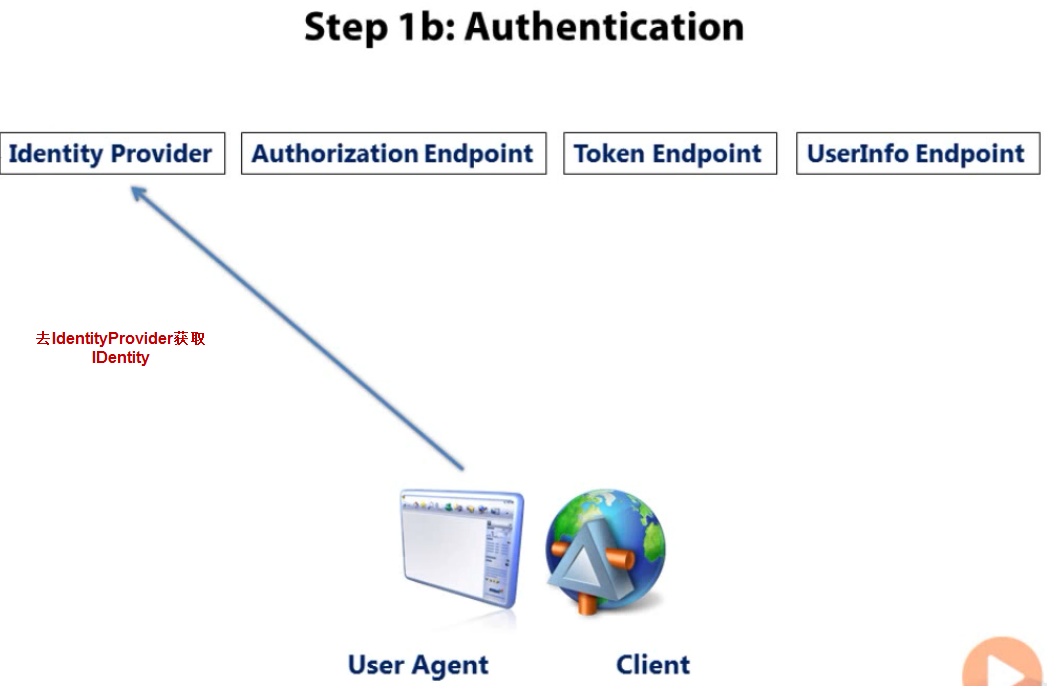 Step 1b: Authentication
Identity Provider
Authorization Endpoint
Token Endpoint
UserInfo Endpoint
去IdentityProvider获取
IDentity
User Agent
Client